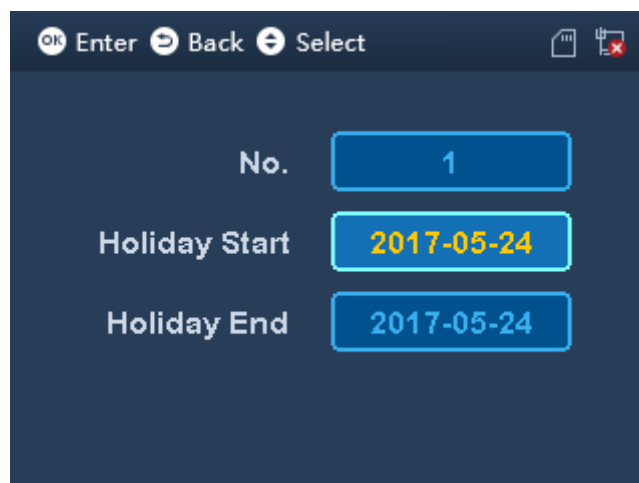 OK Enter Back Select
No. 1
Holiday Start 2017-05-24
Holiday End 2017-05-24